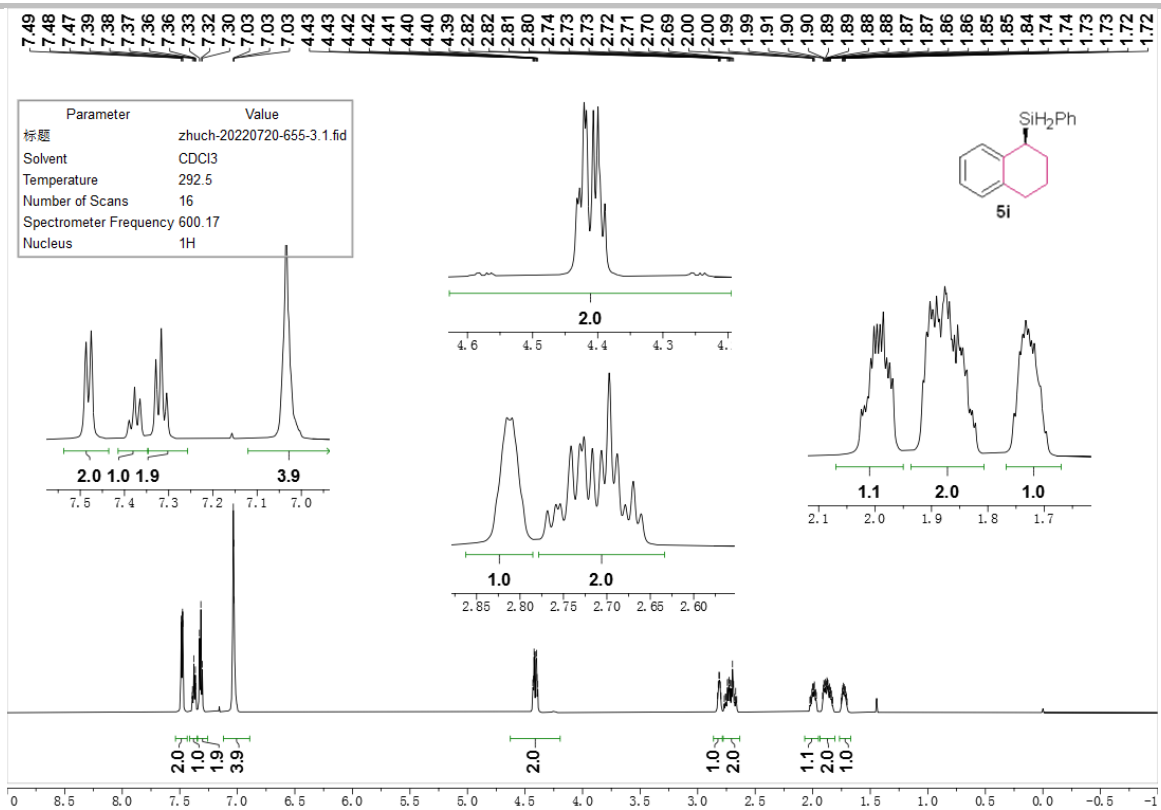 7.49 7.48 7.47 7.39 7.38 7.37 7.36 7.36 7.33 7.32 7.30 7.03 7.03 7.03 4.43 4.43 4.42 4.42 4.41 4.40 4.40 4.39 2.82 2.82 2.81 2.80 2.74 2.73 2.73 2.72 2.71 2.70 2.69 2.00 2.00 1.99 1.99 1.91 1.90 1.90 1.89 1.89 1.88 1.88 1.87 1.87 1.86 1.86 1.85 1.85 1.84 1.74 1.74 1.73 1.73 1.72 1.72
Parameter Value
标题 zhuch-20220720-655-3.1.fid
Solvent CDCl3
Temperature 292.5
Number of Scans 16
Spectrometer Frequency 600.17
Nucleus 1H
SiH2Ph
5i
2.0
4.6 4.5 4.4 4.3
2.0 1.0 1.9 3.9
7.5 7.4 7.3 7.2 7.1 7.0
1.0 2.0
2.85 2.80 2.75 2.70 2.65 2.60
1.1 2.0 1.0
2.1 2.0 1.9 1.8 1.7
2.0 1.0 1.9 3.9 2.0 1.0 2.0 1.1 2.0 1.0
0 8.5 8.0 7.5 7.0 6.5 6.0 5.5 5.0 4.5 4.0 3.5 3.0 2.5 2.0 1.5 1.0 0.5 0 -0.5 -1